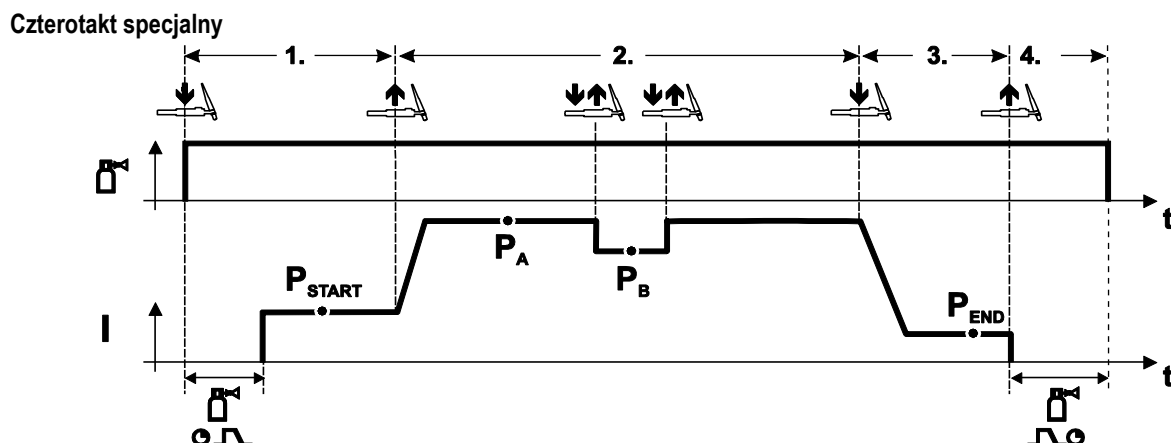 Czterotakt specjalny
1. 2. 3. 4.
t
P_A
P_B
P_START
P_END
I
t